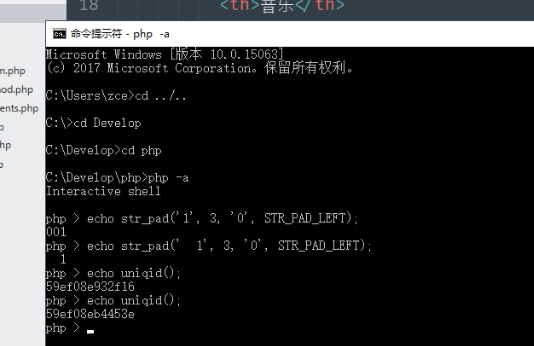 18 <th>音乐</th>
命令提示符 - php -a
n.php
nod.php
ents.php
hp
Microsoft Windows [版本 10.0.15063]
(c) 2017 Microsoft Corporation。保留所有权利。
C:\Users\zce>cd ../..
C:\>cd Develop
C:\Develop>cd php
C:\Develop\php>php -a
Interactive shell
php > echo str_pad('1', 3, '0', STR_PAD_LEFT);
001
php > echo str_pad('  1', 3, '0', STR_PAD_LEFT);
  1
php > echo uniqid();
59ef08e932f16
php > echo uniqid();
59ef08eb4453e
php >